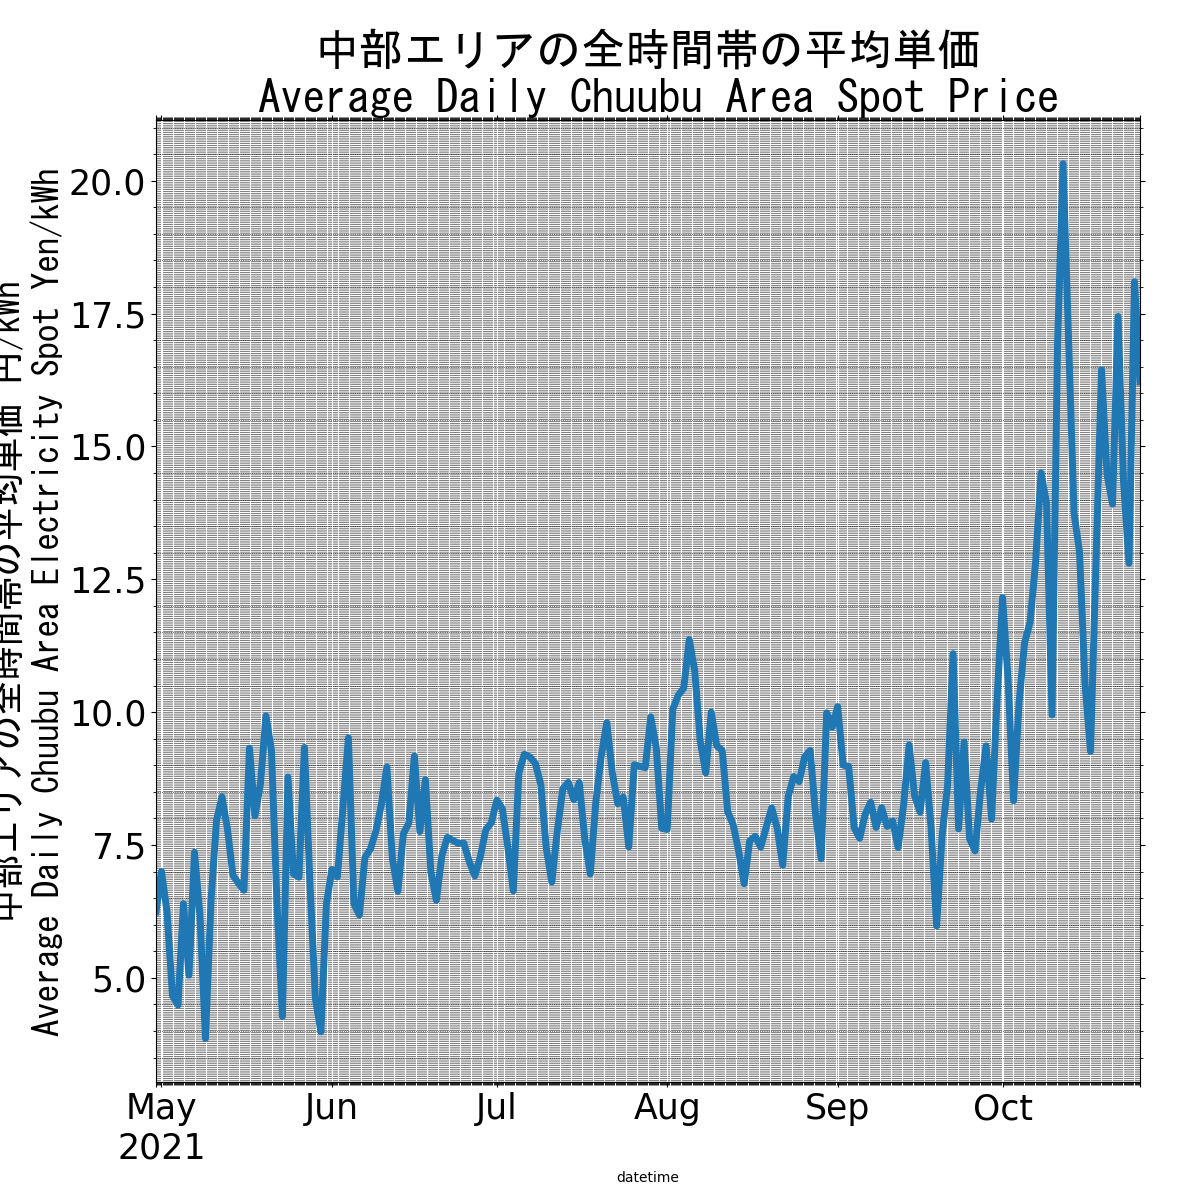 中部エリアの全時間帯の平均単価
Average Daily Chuubu Area Spot Price
中部エリアの全時間帯の平均単価 円/kWh
Average Daily Chuubu Area Electricity Spot Yen/kWh
20.0
17.5
15.0
12.5
10.0
7.5
5.0
May Jun Jul Aug Sep Oct
2021
datetime